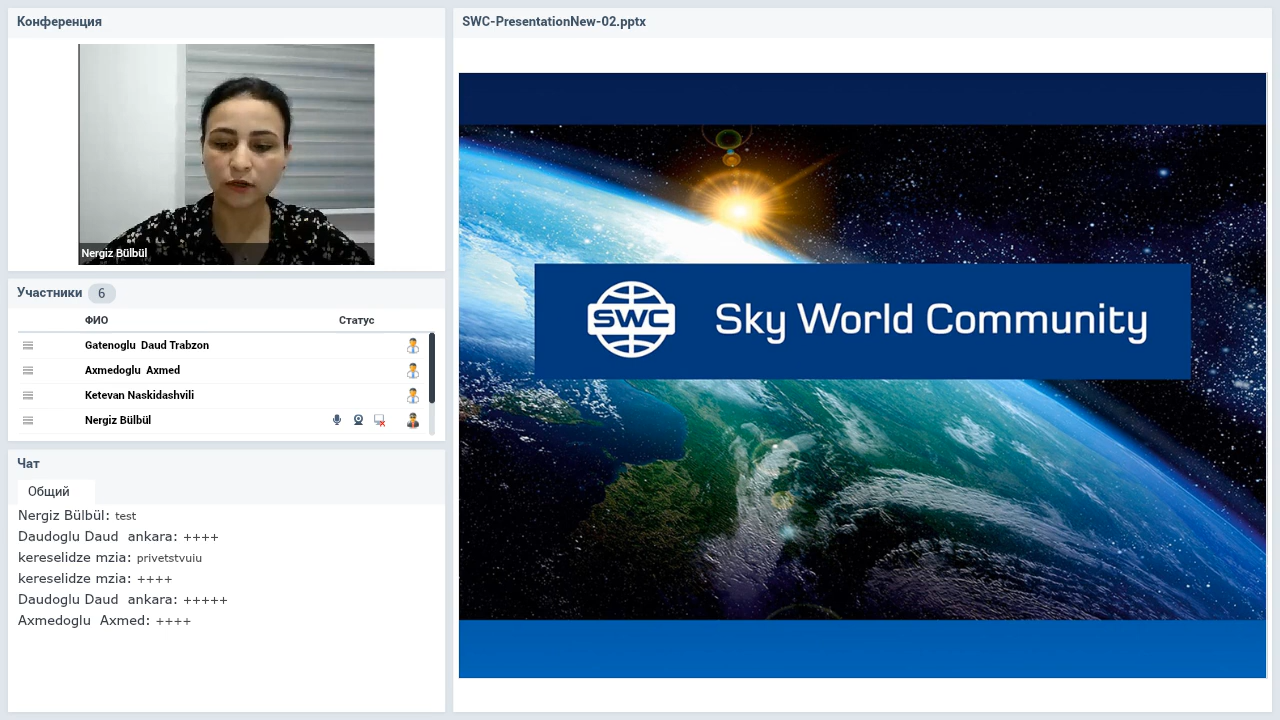 Конференция
Nergiz Bülbül
Участники 6
ФИО Статус
Gatenoglu Daud Trabzon
Axmedoglu Axmed
Ketevan Naskidashvili
Nergiz Bülbül
Чат
Общий
Nergiz Bülbül: test
Daudoglu Daud ankara: ++++
kereselidze mzia: privetstvuiu
kereselidze mzia: ++++
Daudoglu Daud ankara: +++++
Axmedoglu Axmed: ++++
SWC-PresentationNew-02.pptx
SWC Sky World Community